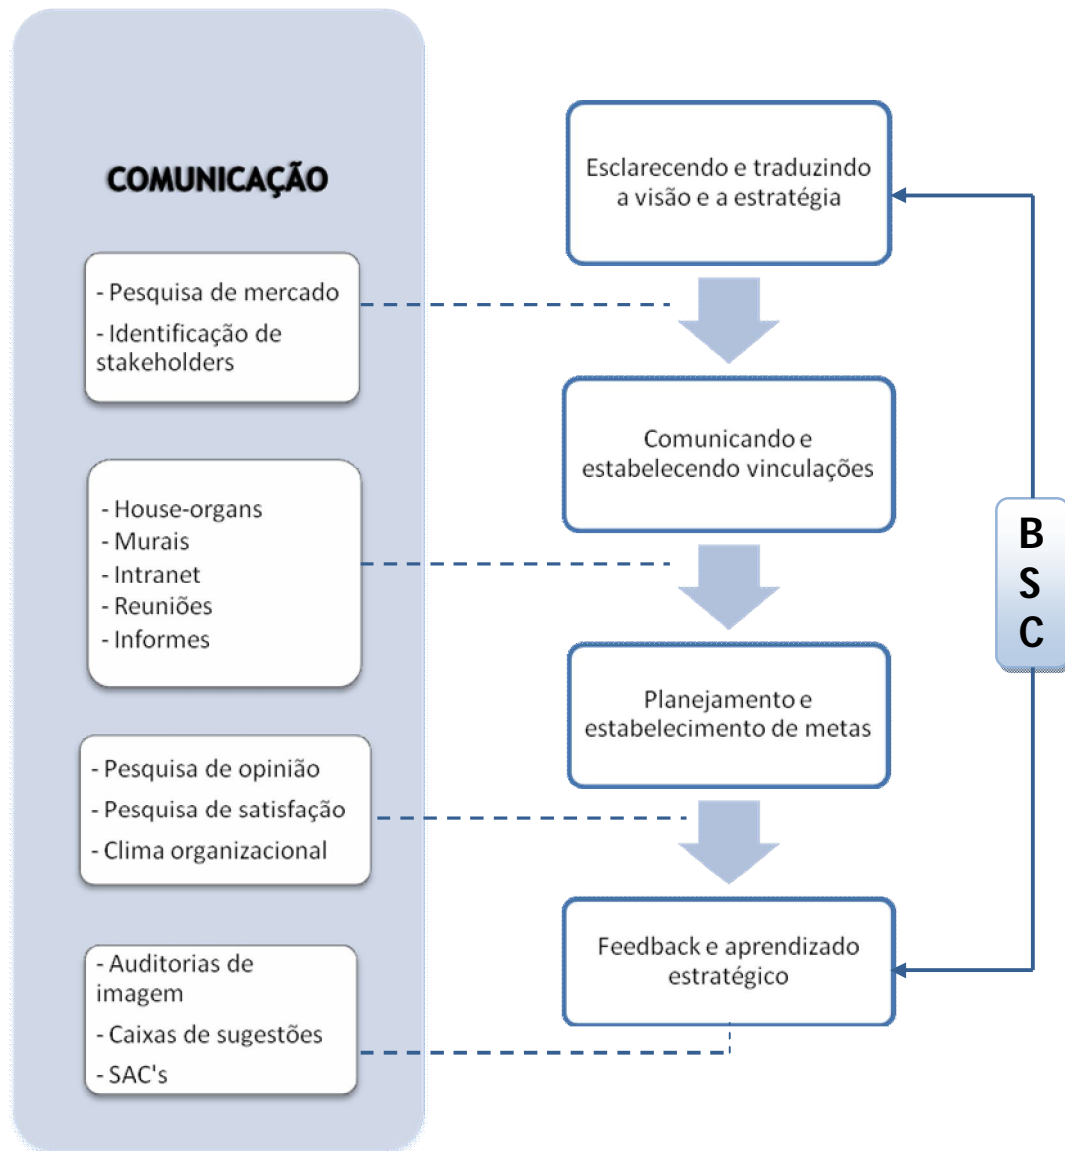 COMUNICAÇÃO
- Pesquisa de mercado
- Identificação de
stakeholders
- House-organs
- Murais
- Intranet
- Reuniões
- Informes
- Pesquisa de opinião
- Pesquisa de satisfação
- Clima organizacional
- Auditorias de
imagem
- Caixas de sugestões
- SAC's
Esclarecendo e traduzindo
a visão e a estratégia
Comunicando e
estabelecendo vinculações
Planejamento e
estabelecimento de metas
Feedback e aprendizado
estratégico
B
S
C